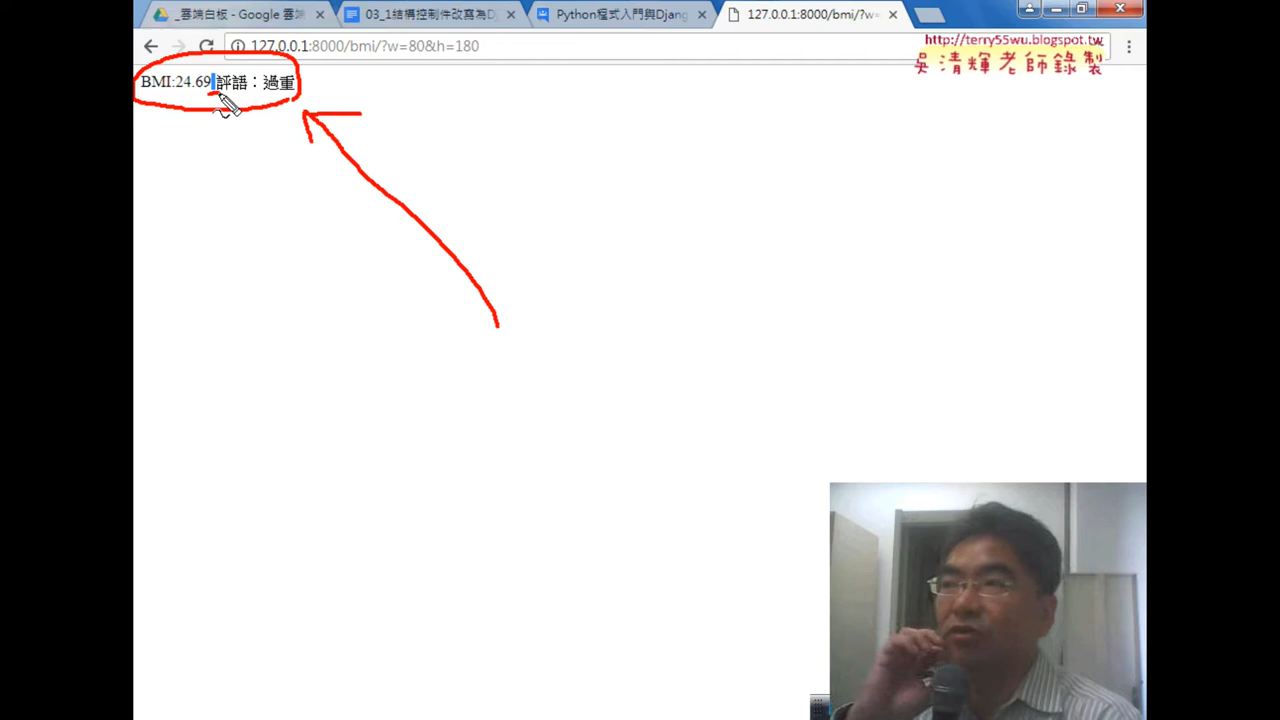 _雲端白板 - Google 雲端
03_1結構控制件改寫為Dj
Python程式入門與Djang
127.0.0.1:8000/bmi/?w=
127.0.0.1:8000/bmi/?w=80&h=180
http://terry55wu.blogspot.tw
吳清輝老師錄製
BMI:24.69 評語：過重